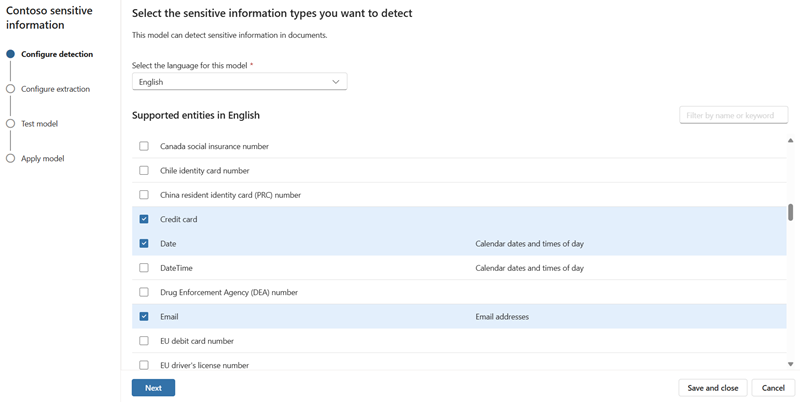 Contoso sensitive
information
Configure detection
Configure extraction
Test model
Apply model
Select the sensitive information types you want to detect
This model can detect sensitive information in documents.
Select the language for this model *
English
Supported entities in English
Filter by name or keyword
Canada social insurance number
Chile identity card number
China resident identity card (PRC) number
Credit card
Date Calendar dates and times of day
DateTime Calendar dates and times of day
Drug Enforcement Agency (DEA) number
Email Email addresses
EU debit card number
EU driver's license number
Next Save and close Cancel